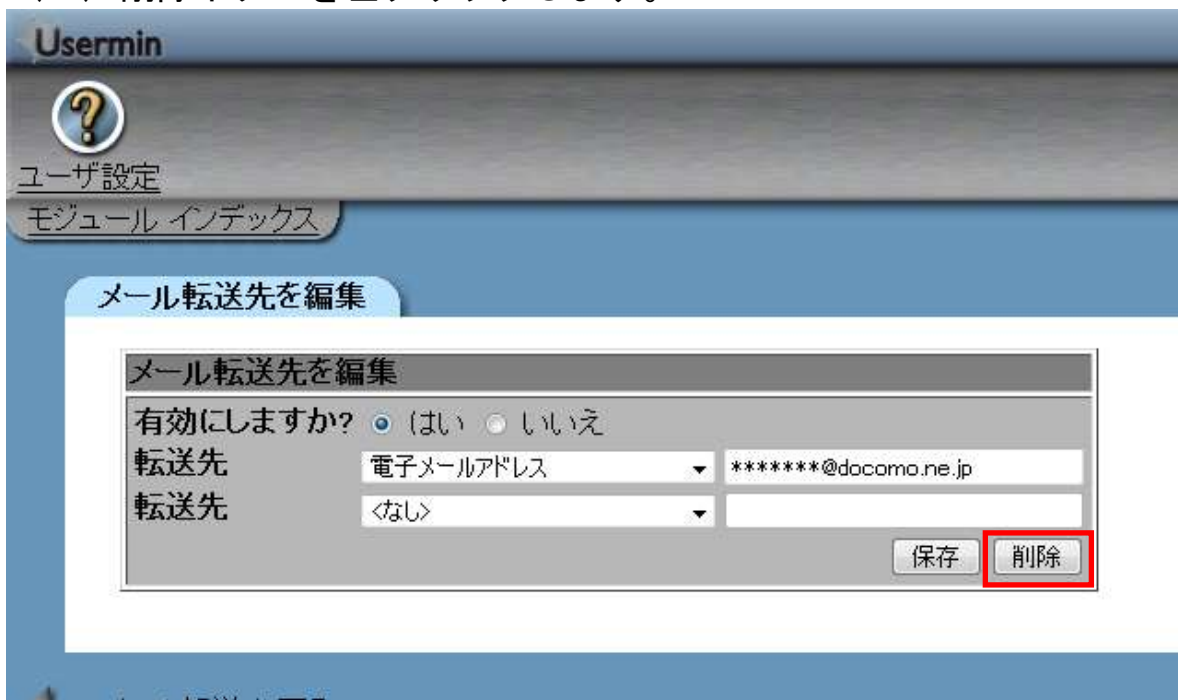 Usermin
ユーザ設定
モジュール インデックス
メール転送先を編集
メール転送先を編集
有効にしますか? はい いいえ
転送先 電子メールアドレス *******@docomo.ne.jp
転送先 <なし>
保存 削除